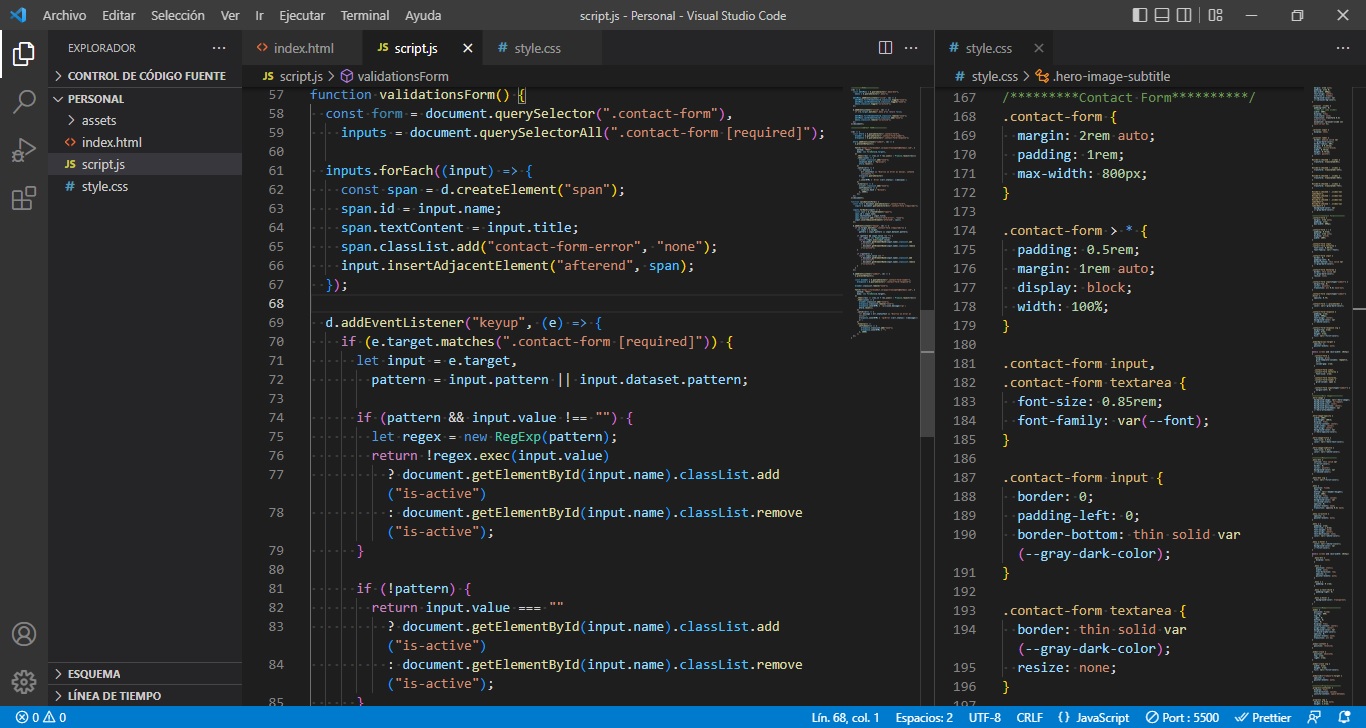 Archivo Editar Selección Ver Ir Ejecutar Terminal Ayuda
script.js - Personal - Visual Studio Code
EXPLORADOR
CONTROL DE CÓDIGO FUENTE
PERSONAL
assets
index.html
JS script.js
# style.css
ESQUEMA
LÍNEA DE TIEMPO
index.html JS script.js # style.css
JS script.js > validationsForm
57 function validationsForm() {
58 const form = document.querySelector(".contact-form"),
59 inputs = document.querySelectorAll(".contact-form [required]");
60
61 inputs.forEach((input) => {
62 const span = d.createElement("span");
63 span.id = input.name;
64 span.textContent = input.title;
65 span.classList.add("contact-form-error", "none");
66 input.insertAdjacentElement("afterend", span);
67 });
68
69 d.addEventListener("keyup", (e) => {
70 if (e.target.matches(".contact-form [required]")) {
71 let input = e.target,
72 pattern = input.pattern || input.dataset.pattern;
73
74 if (pattern && input.value !== "") {
75 let regex = new RegExp(pattern);
76 return !regex.exec(input.value)
77 ? document.getElementById(input.name).classList.add
("is-active")
78 : document.getElementById(input.name).classList.remove
("is-active");
79 }
80
81 if (!pattern) {
82 return input.value === ""
83 ? document.getElementById(input.name).classList.add
("is-active")
84 : document.getElementById(input.name).classList.remove
("is-active");
85 }
# style.css
# style.css > .hero-image-subtitle
167 /*********Contact Form**********/
168 .contact-form {
169 margin: 2rem auto;
170 padding: 1rem;
171 max-width: 800px;
172 }
173
174 .contact-form > * {
175 padding: 0.5rem;
176 margin: 1rem auto;
177 display: block;
178 width: 100%;
179 }
180
181 .contact-form input,
182 .contact-form textarea {
183 font-size: 0.85rem;
184 font-family: var(--font);
185 }
186
187 .contact-form input {
188 border: 0;
189 padding-left: 0;
190 border-bottom: thin solid var
(--gray-dark-color);
191 }
192
193 .contact-form textarea {
194 border: thin solid var
(--gray-dark-color);
195 resize: none;
196 }
0 0
Lín. 68, col. 1 Espacios: 2 UTF-8 CRLF {} JavaScript Port : 5500 Prettier